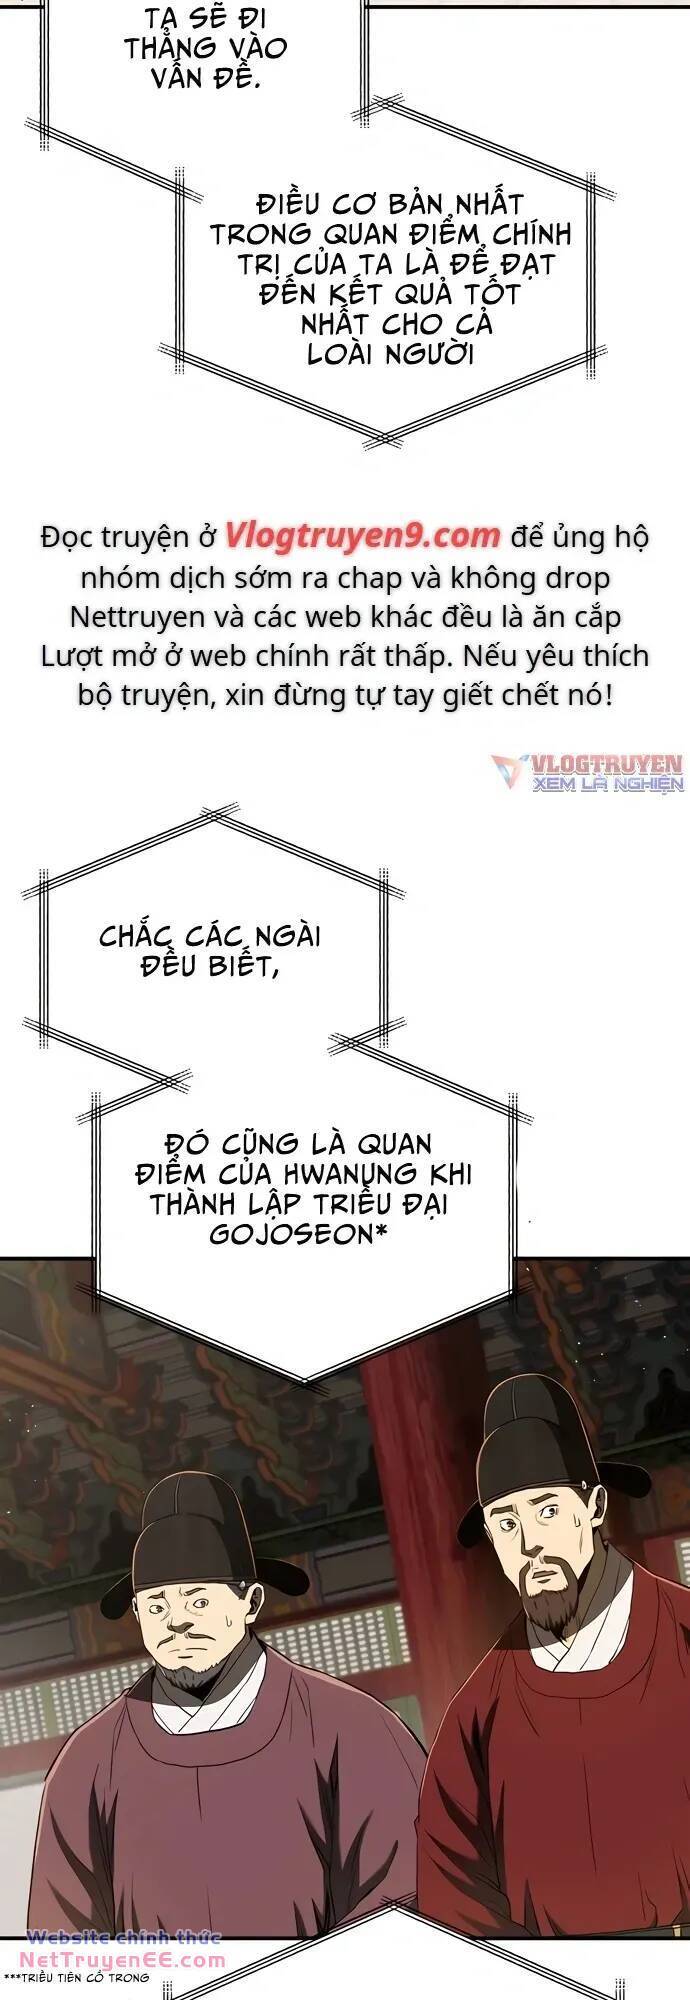 TA SẼ ĐI
THẲNG VÀO
VẤN ĐỀ.
ĐIỀU CƠ BẢN NHẤT
TRONG QUAN ĐIỂM CHÍNH
TRỊ CỦA TA LÀ ĐỂ ĐẠT
ĐẾN KẾT QUẢ TỐT
NHẤT CHO CẢ
LOÀI NGƯỜI
Đọc truyện ở Vlogtruyen9.com để ủng hộ
nhóm dịch sớm ra chap và không drop
Nettruyen và các web khác đều là ăn cắp
Lượt mở ở web chính rất thấp. Nếu yêu thích
bộ truyện, xin đừng tự tay giết chết nó!
VLOGTRUYEN
XEM LÀ NGHIỆN
CHẮC CÁC NGÀI
ĐỀU BIẾT,
ĐÓ CŨNG LÀ QUAN
ĐIỂM CỦA HWANUNG KHI
THÀNH LẬP TRIỀU ĐẠI
GOJOSEON*
Website chính thức
NetTruyenEE.com
***TRIỀU TIÊN CỔ TRONG